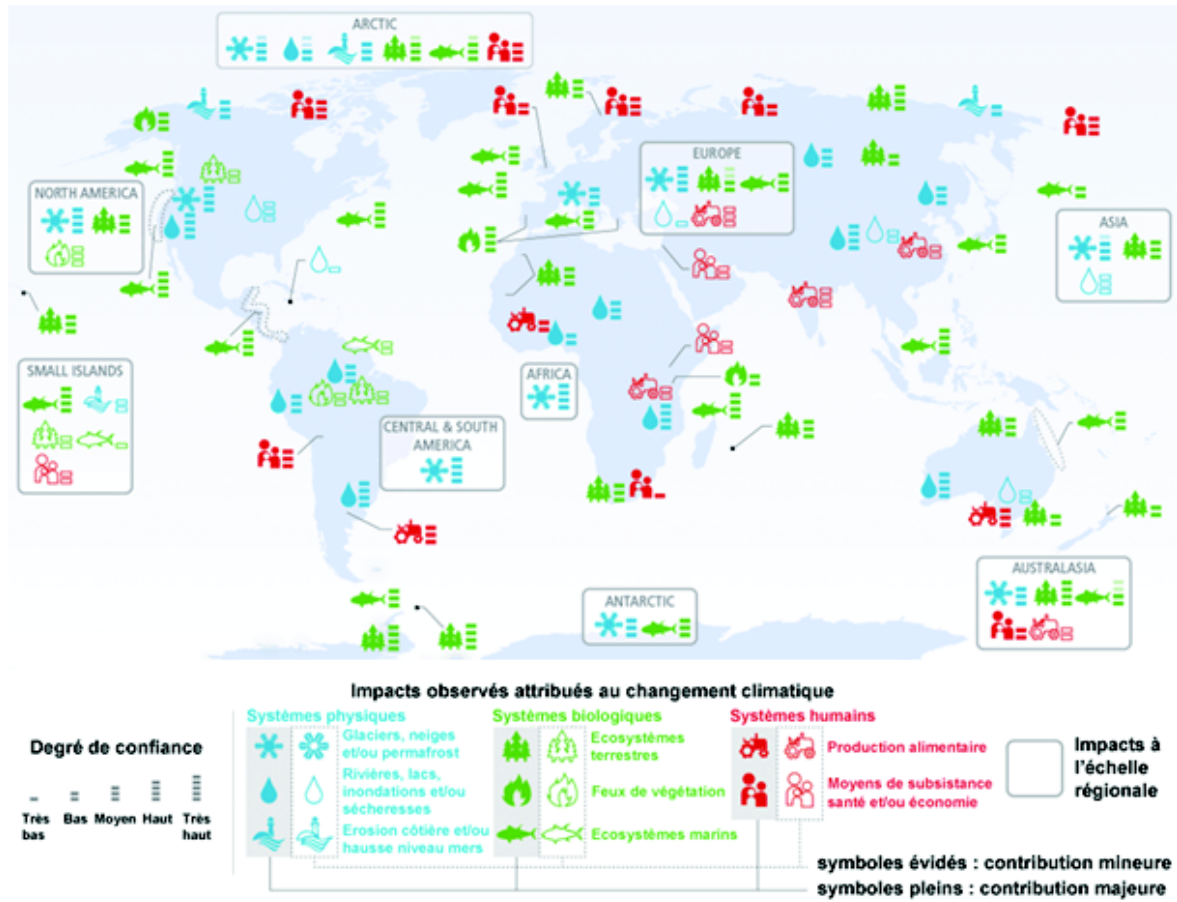 ARCTIC
NORTH AMERICA
EUROPE
ASIA
SMALL ISLANDS
AFRICA
CENTRAL & SOUTH
AMERICA
ANTARCTIC
AUSTRALASIA
Impacts observés attribués au changement climatique
Degré de confiance
Très
bas
Bas
Moyen
Haut
Très
haut
Systèmes physiques
Glaciers, neiges
et/ou permafrost
Rivières, lacs,
inondations et/ou
sécheresses
Erosion côtière et/ou
hausse niveau mers
Systèmes biologiques
Ecosystèmes
terrestres
Feux de végétation
Ecosystèmes marins
Systèmes humains
Production alimentaire
Moyens de subsistance
santé et/ou économie
Impacts à
l'échelle
régionale
symboles évidés : contribution mineure
symboles pleins : contribution majeure